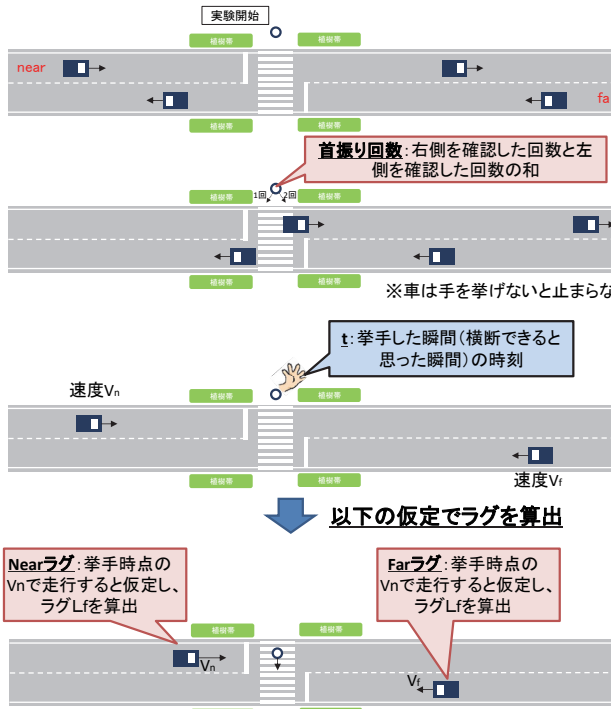 実験開始
植樹帯
植樹帯
near
fa
植樹帯
植樹帯
首振り回数:右側を確認した回数と左
側を確認した回数の和
植樹帯
1回
2回
植樹帯
植樹帯
植樹帯
※車は手を挙げないと止まらな
t:挙手した瞬間(横断できると
思った瞬間)の時刻
速度Vn
植樹帯
植樹帯
植樹帯
植樹帯
速度Vf
以下の仮定でラグを算出
Nearラグ:挙手時点の
Vnで走行すると仮定し、
ラグLfを算出
Farラグ:挙手時点の
Vnで走行すると仮定し、
ラグLfを算出
植樹帯
植樹帯
Vn
Vf